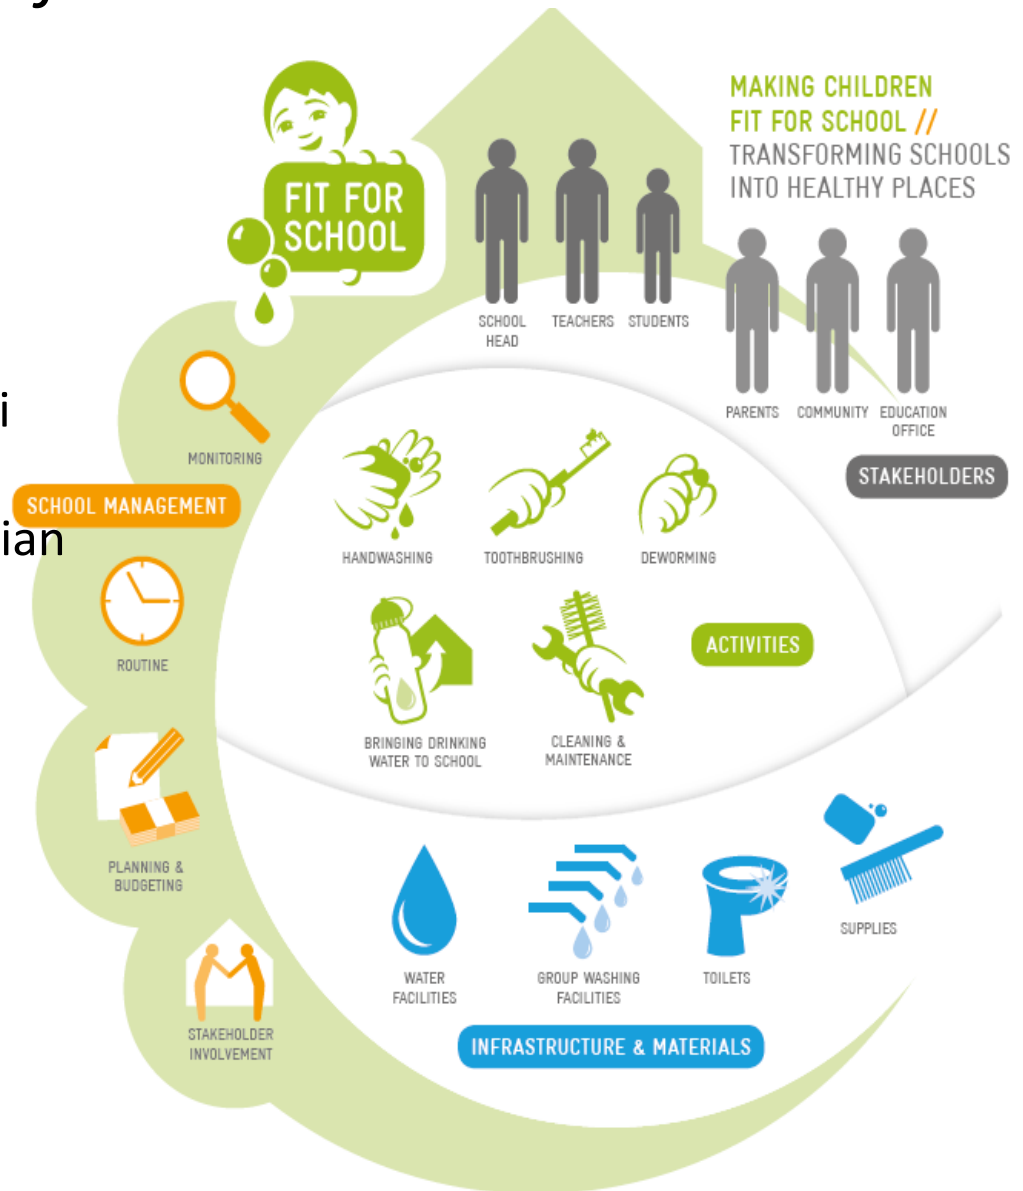 y
MAKING CHILDREN
FIT FOR SCHOOL //
TRANSFORMING SCHOOLS
INTO HEALTHY PLACES
FIT FOR
SCHOOL
SCHOOL
HEAD
TEACHERS
STUDENTS
PARENTS
COMMUNITY
EDUCATION
OFFICE
STAKEHOLDERS
i
MONITORING
SCHOOL MANAGEMENT
ian
ROUTINE
PLANNING &
BUDGETING
STAKEHOLDER
INVOLVEMENT
HANDWASHING
TOOTHBRUSHING
DEWORMING
BRINGING DRINKING
WATER TO SCHOOL
CLEANING &
MAINTENANCE
ACTIVITIES
WATER
FACILITIES
GROUP WASHING
FACILITIES
TOILETS
SUPPLIES
INFRASTRUCTURE & MATERIALS